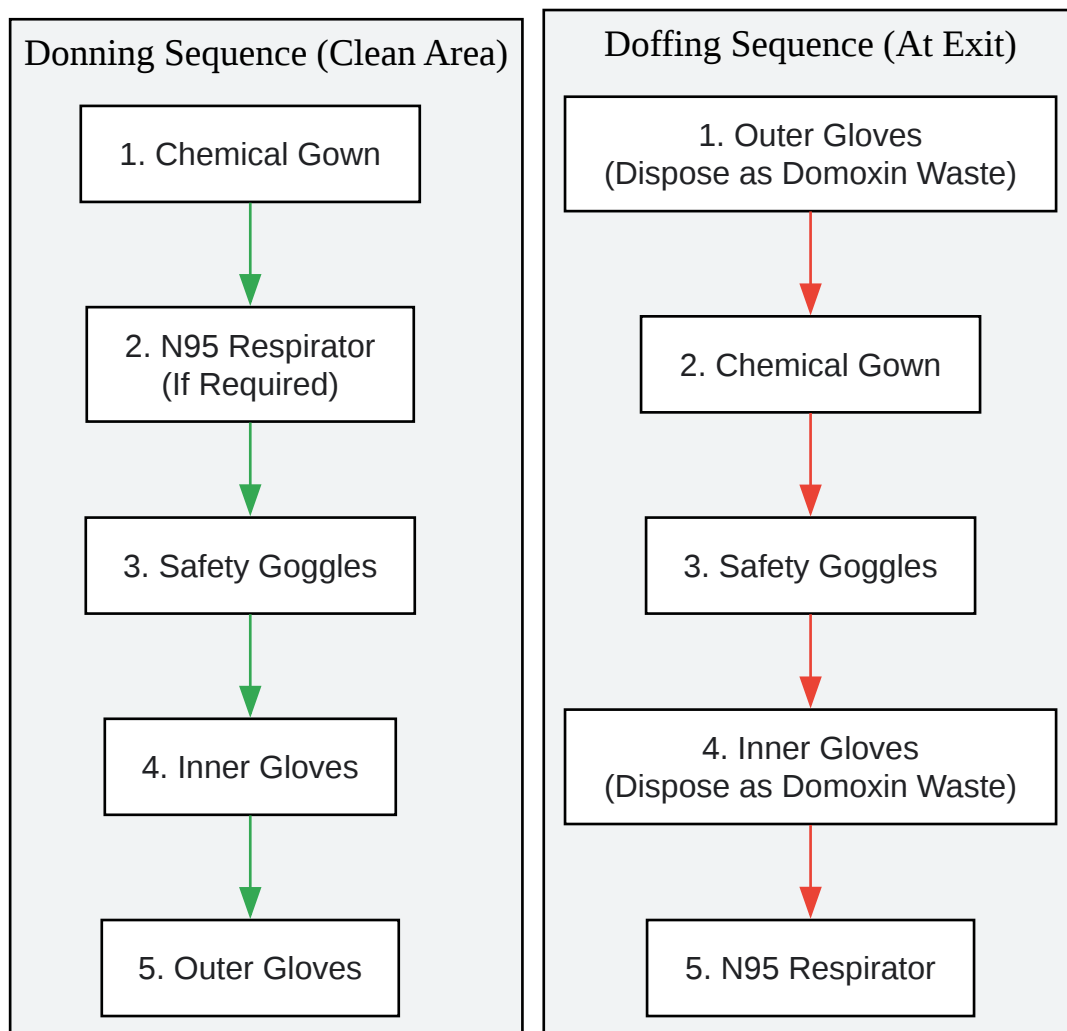 Donning Sequence (Clean Area)
1. Chemical Gown
2. N95 Respirator
(If Required)
3. Safety Goggles
4. Inner Gloves
5. Outer Gloves
Doffing Sequence (At Exit)
1. Outer Gloves
(Dispose as Domoxin Waste)
2. Chemical Gown
3. Safety Goggles
4. Inner Gloves
(Dispose as Domoxin Waste)
5. N95 Respirator